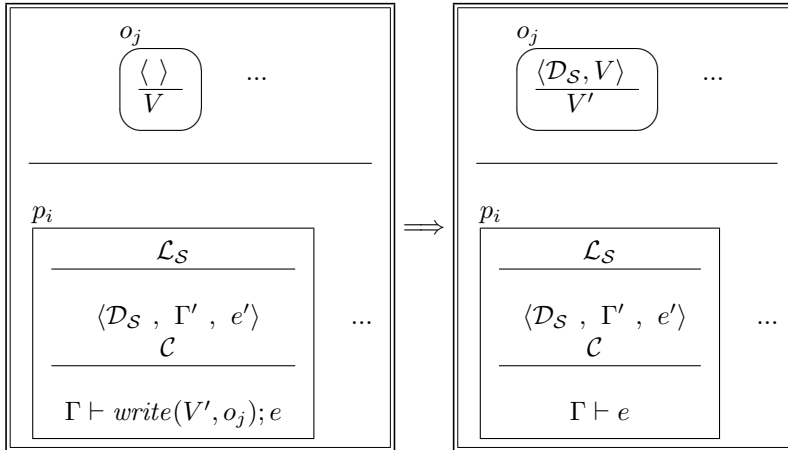 o_j o_j
⟨ ⟩ ... ⟨𝒟_𝒮, V⟩ ...
V V′
p_i ⟹ p_i
ℒ_𝒮 ℒ_𝒮
⟨𝒟_𝒮 , Γ′ , e′⟩ ... ⟨𝒟_𝒮 , Γ′ , e′⟩ ...
𝒞 𝒞
Γ ⊢ write(V′, o_j); e Γ ⊢ e